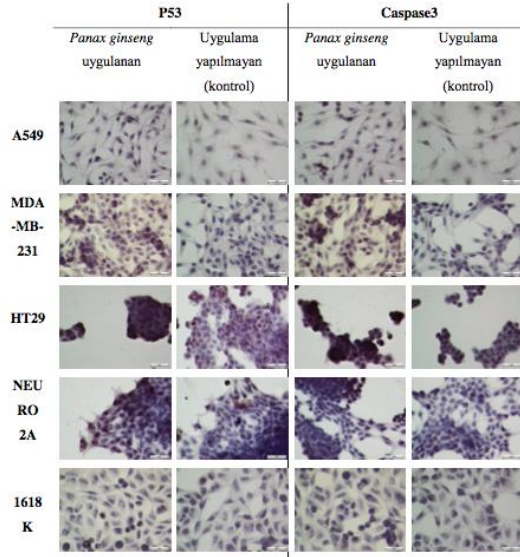 P53 Caspase3
Panax ginseng Uygulama Panax ginseng Uygulama
uygulanan yapılmayan uygulanan yapılmayan
(kontrol) (kontrol)
A549
MDA
-MB-
231
HT29
NEU
RO
2A
1618
K